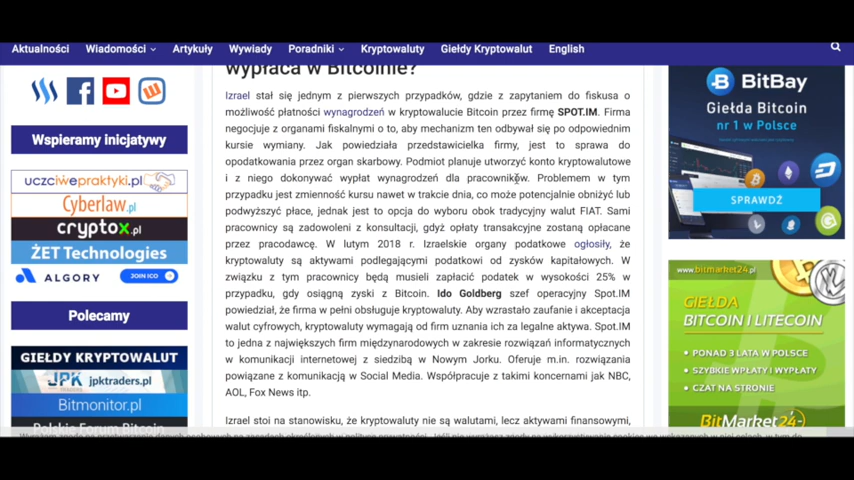 Aktualności Wiadomości Artykuły Wywiady Poradniki Kryptowaluty Giełdy Kryptowalut English
wypłaca w Bitcoinie?
Izrael stał się jednym z pierwszych przypadków, gdzie z zapytaniem do fiskusa o
możliwość płatności wynagrodzeń w kryptowalucie Bitcoin przez firmę SPOT.IM. Firma
negocjuje z organami fiskalnymi o to, aby mechanizm ten odbywał się po odpowiednim
kursie wymiany. Jak powiedziała przedstawicielka firmy, jest to sprawa do
opodatkowania przez organ skarbowy. Podmiot planuje utworzyć konto kryptowalutowe
i z niego dokonywać wypłat wynagrodzeń dla pracowników. Problemem w tym
przypadku jest zmienność kursu nawet w trakcie dnia, co może potencjalnie obniżyć lub
podwyższyć płace, jednak jest to opcja do wyboru obok tradycyjny walut FIAT. Sami
pracownicy są zadowoleni z konsultacji, gdyż opłaty transakcyjne zostaną opłacane
przez pracodawcę. W lutym 2018 r. Izraelskie organy podatkowe ogłosiły, że
kryptowaluty są aktywami podlegającymi podatkowi od zysków kapitałowych. W
związku z tym pracownicy będą musieli zapłacić podatek w wysokości 25% w
przypadku, gdy osiągną zyski z Bitcoin. Ido Goldberg szef operacyjny Spot.IM
powiedział, że firma w pełni obsługuje kryptowaluty. Aby wzrastało zaufanie i akceptacja
walut cyfrowych, kryptowaluty wymagają od firm uznania ich za legalne aktywa. Spot.IM
to jedna z największych firm międzynarodowych w zakresie rozwiązań informatycznych
w komunikacji internetowej z siedzibą w Nowym Jorku. Oferuje m.in. rozwiązania
powiązane z komunikacją w Social Media. Współpracuje z takimi koncernami jak NBC,
AOL, Fox News itp.
Izrael stoi na stanowisku, że kryptowaluty nie są walutami, lecz aktywami finansowymi,
Wspieramy inicjatywy
uczciwepraktyki.pl
Cyberlaw.pl
cryptox.pl
ŻET Technologies
ALGORY JOIN ICO
Polecamy
GIEŁDY KRYPTOWALUT
JPK jpktraders.pl
Bitmonitor.pl
Polskie Forum Bitcoin
BitBay
Giełda Bitcoin
nr 1 w Polsce
SPRAWDŹ
www.bitmarket24.pl
GIEŁDA
BITCOIN I LITECOIN
PONAD 3 LATA W POLSCE
SZYBKIE WPŁATY I WYPŁATY
CZAT NA STRONIE
BitMarket24